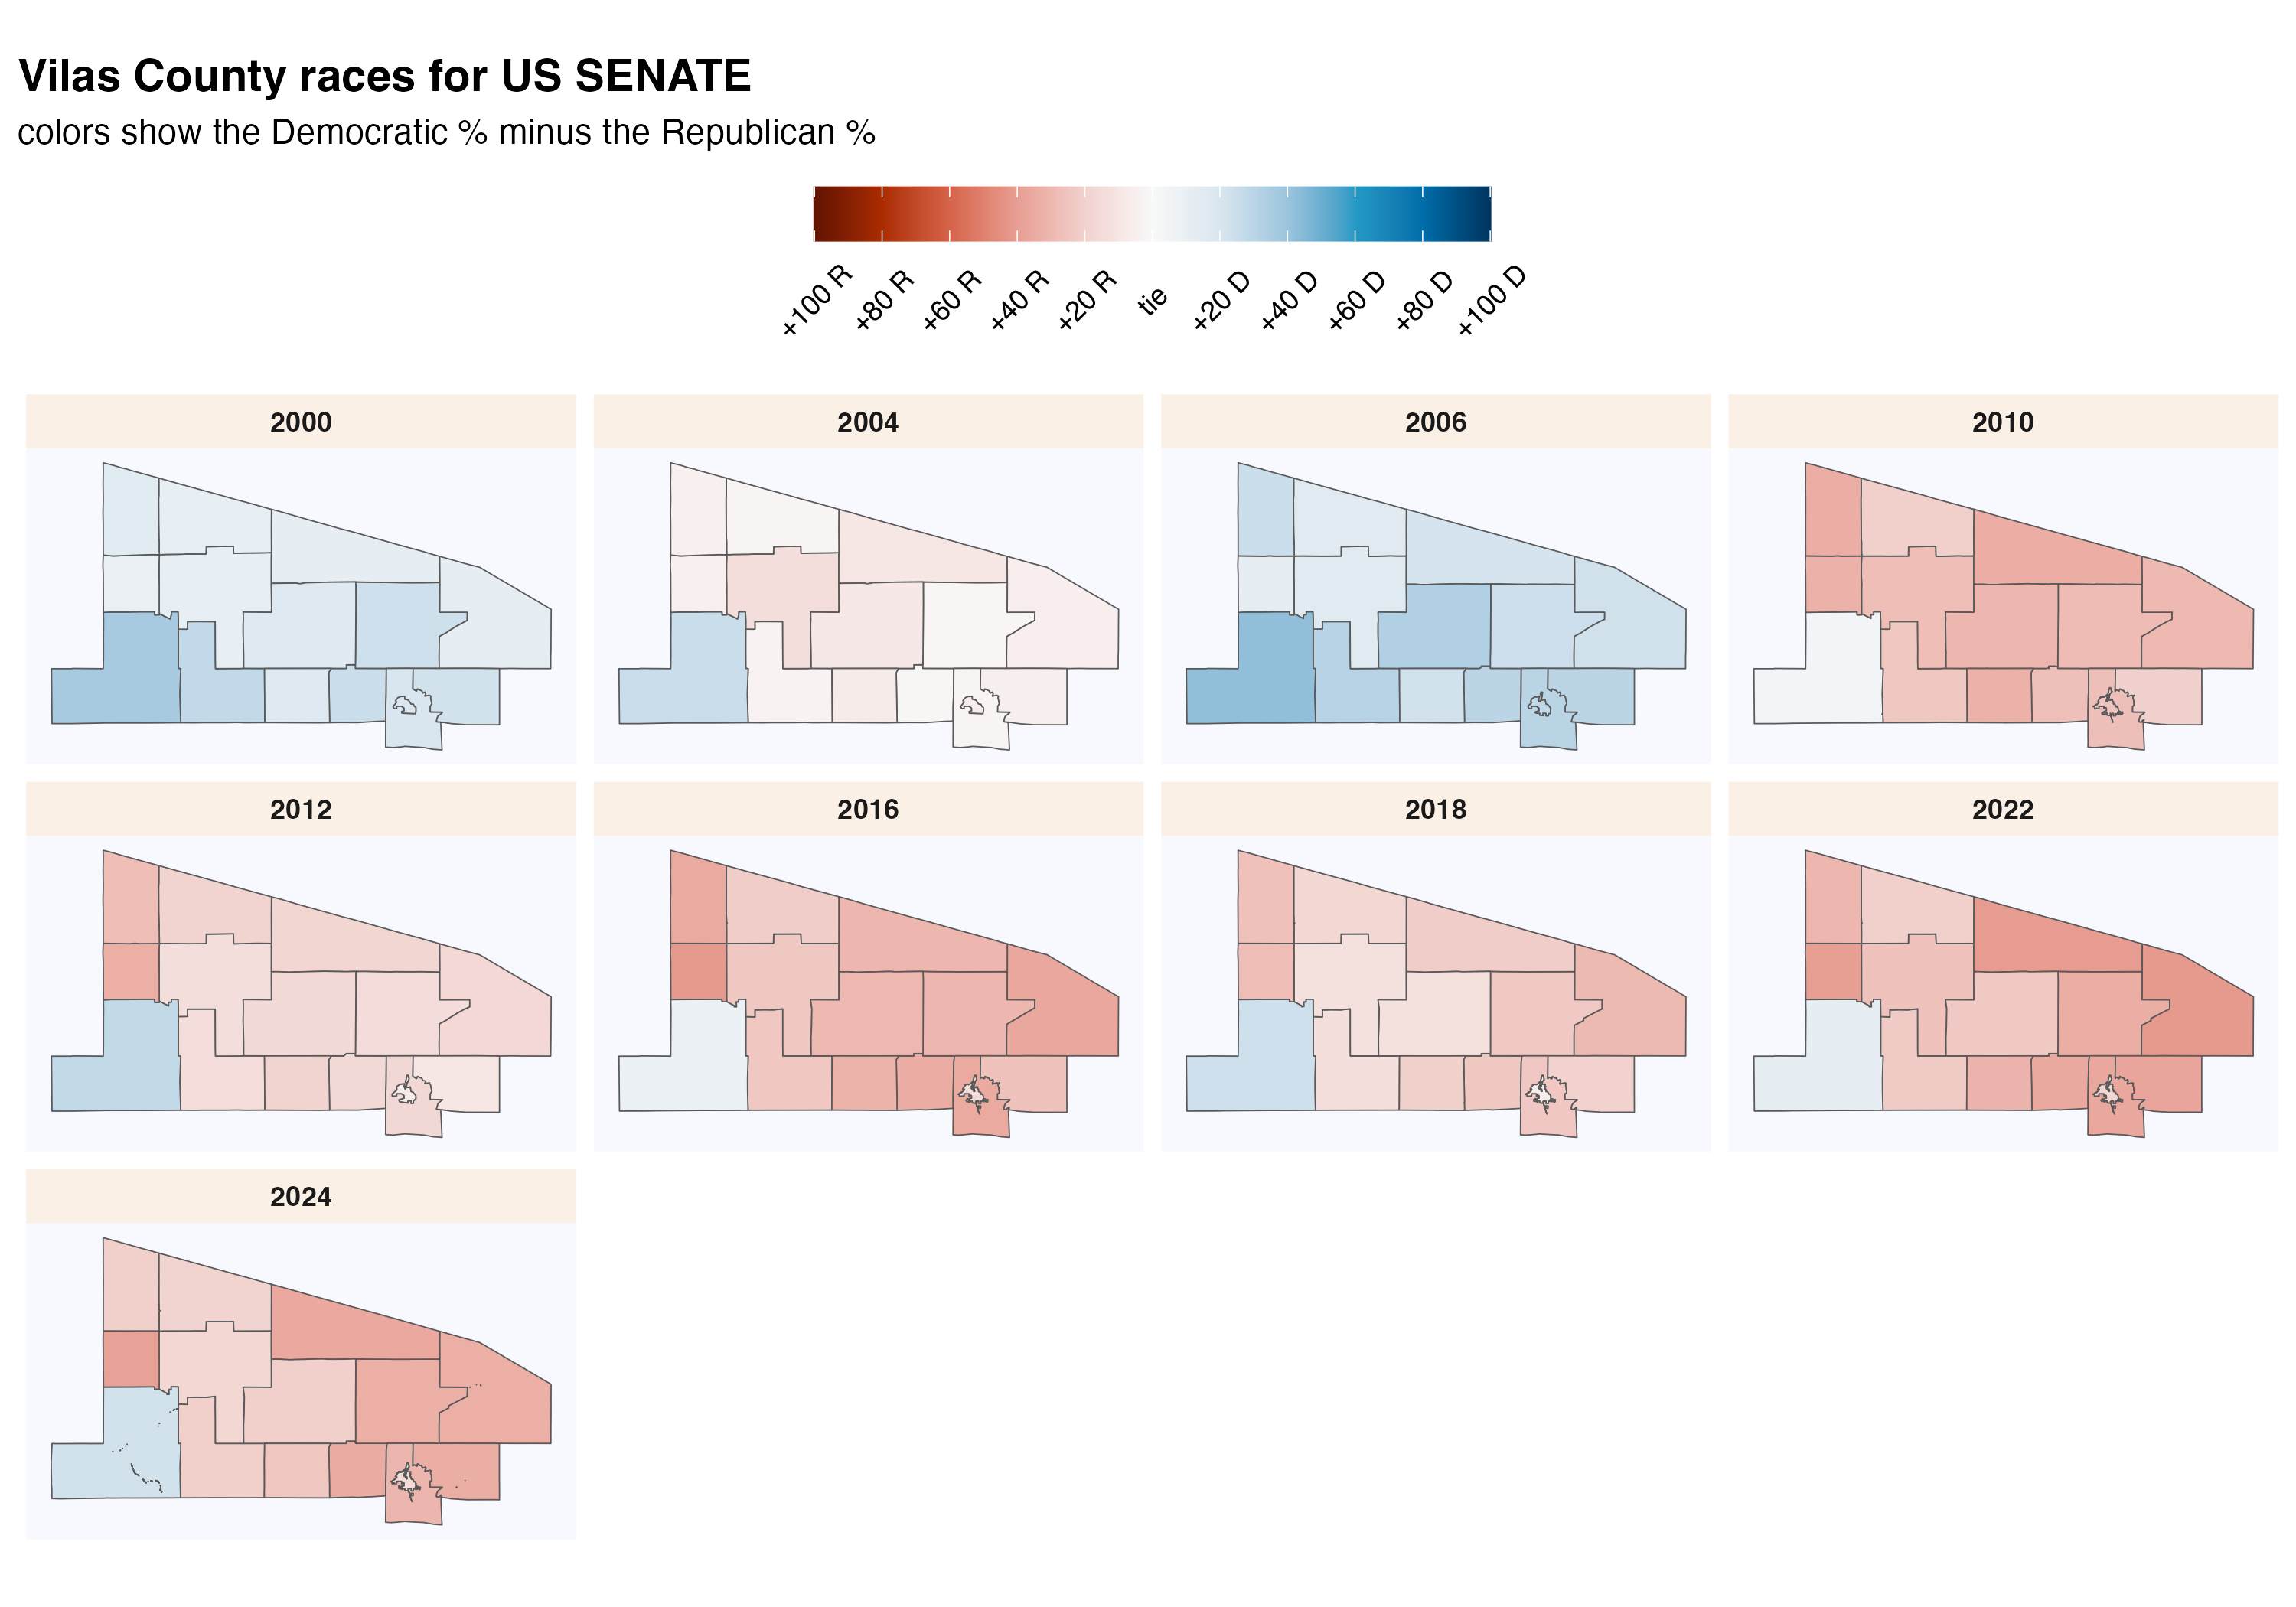 Vilas County races for US SENATE
colors show the Democratic % minus the Republican %
+100 R
+80 R
+60 R
+40 R
+20 R
tie
+20 D
+40 D
+60 D
+80 D
+100 D
2000
2004
2006
2010
2012
2016
2018
2022
2024